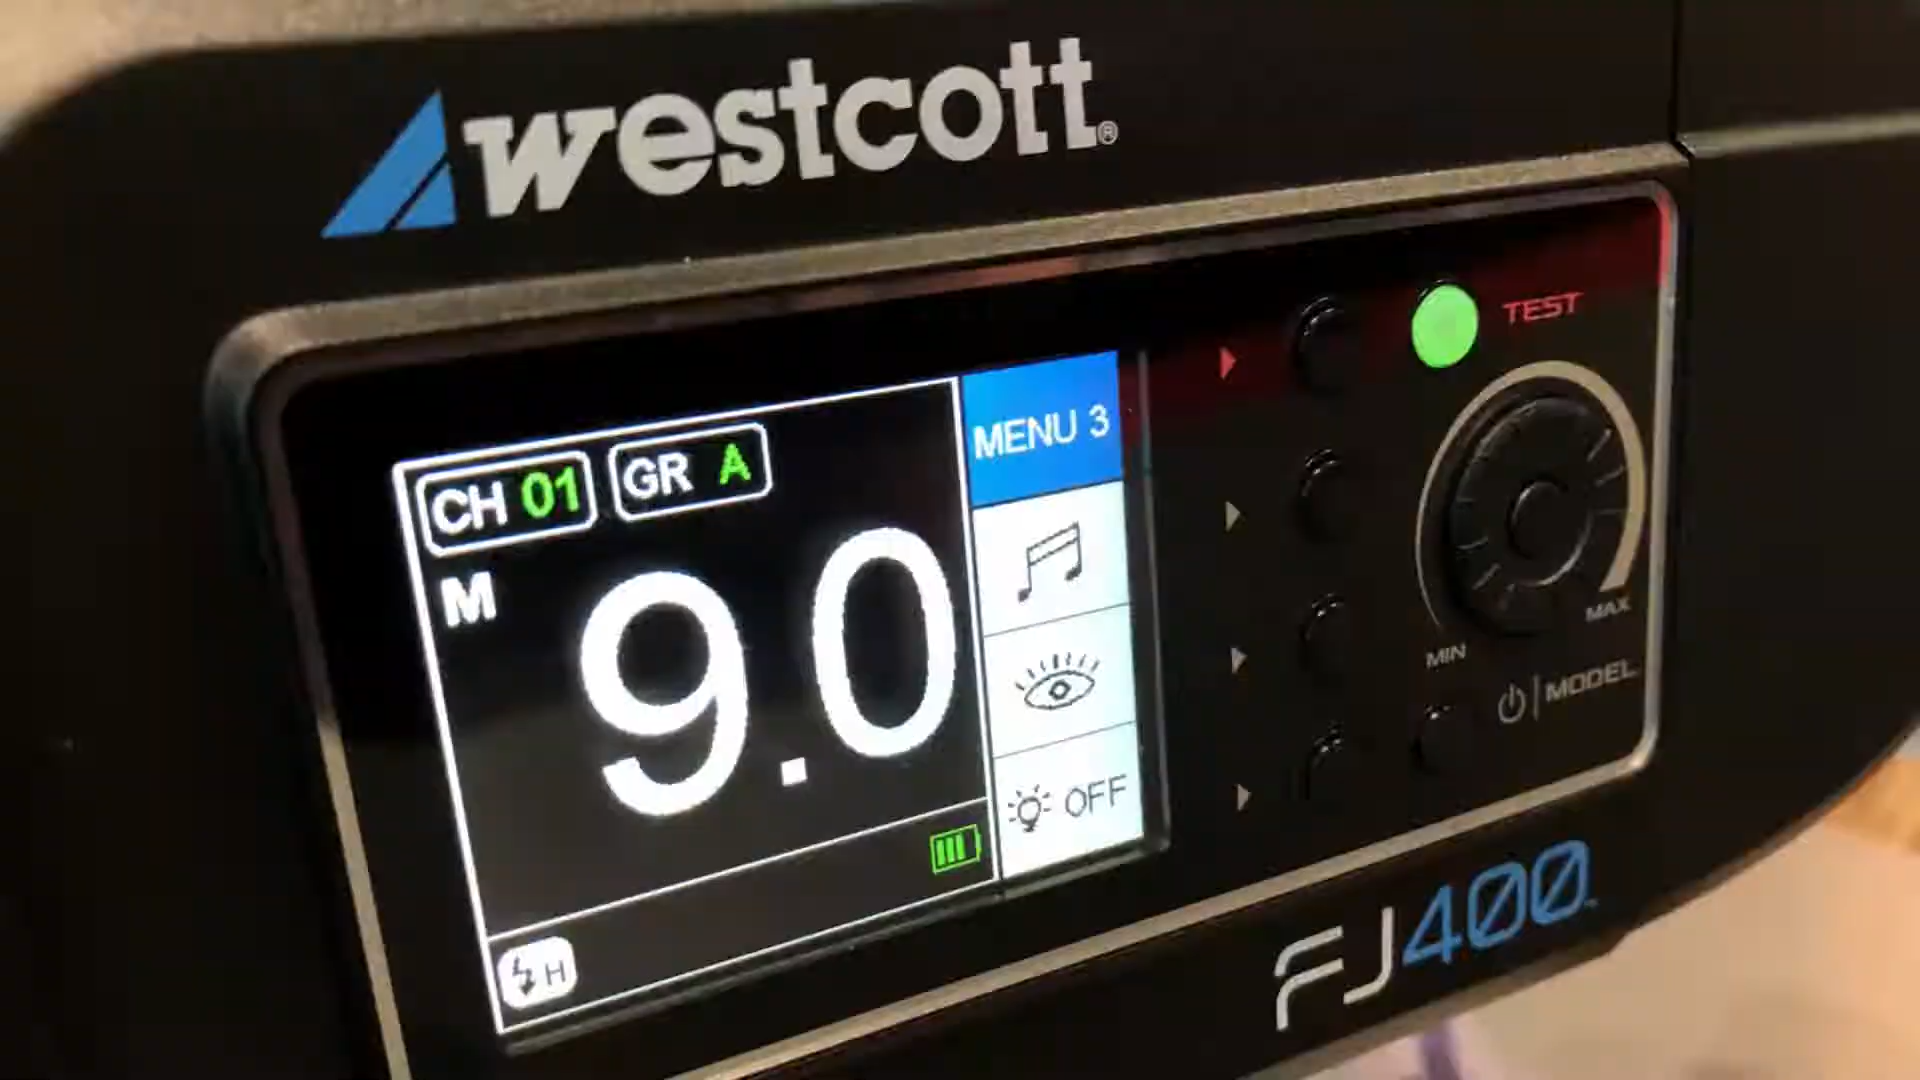 westcott®
TEST
MENU 3
CH 01 GR A
M
9.0
OFF
H
MIN
MAX
MODEL
FJ400